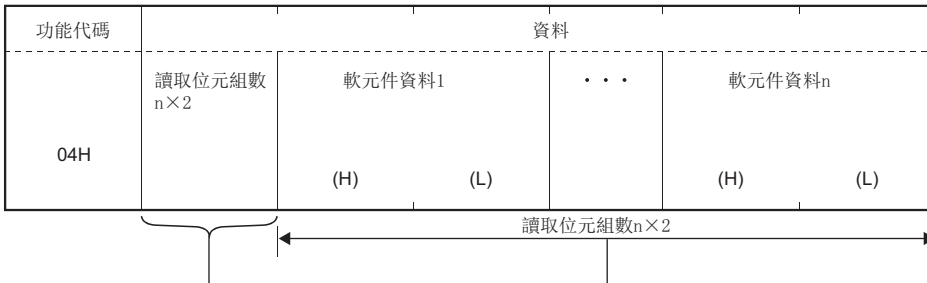 功能代碼 資料
讀取位元組數 軟元件資料1 ・・・ 軟元件資料n
n×2
04H
(H) (L) (H) (L)
讀取位元組數n×2